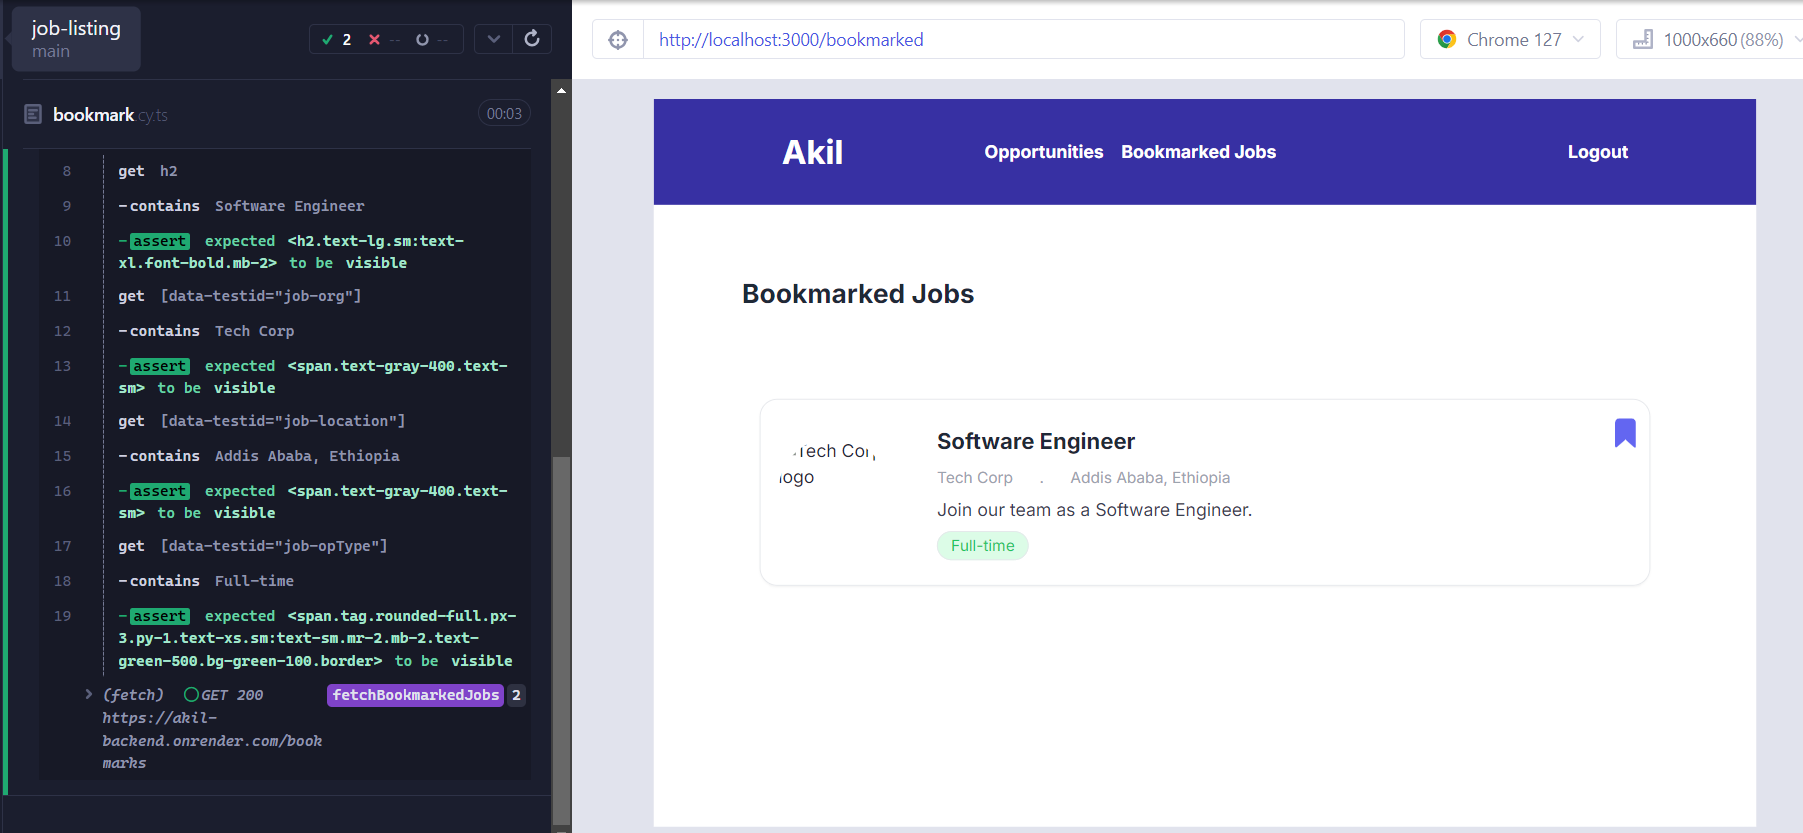 job-listing
main
2 -- --
bookmark.cy.ts 00:03
8 get h2
9 -contains Software Engineer
10 -assert expected <h2.text-lg.sm:text-
xl.font-bold.mb-2> to be visible
11 get [data-testid="job-org"]
12 -contains Tech Corp
13 -assert expected <span.text-gray-400.text-
sm> to be visible
14 get [data-testid="job-location"]
15 -contains Addis Ababa, Ethiopia
16 -assert expected <span.text-gray-400.text-
sm> to be visible
17 get [data-testid="job-opType"]
18 -contains Full-time
19 -assert expected <span.tag.rounded-full.px-
3.py-1.text-xs.sm:text-sm.mr-2.mb-2.text-
green-500.bg-green-100.border> to be visible
(fetch) GET 200 fetchBookmarkedJobs 2
https://akil-
backend.onrender.com/book
marks
http://localhost:3000/bookmarked
Chrome 127
1000x660 (88%)
Akil
Opportunities Bookmarked Jobs
Logout
Bookmarked Jobs
Tech Cor
logo
Software Engineer
Tech Corp . Addis Ababa, Ethiopia
Join our team as a Software Engineer.
Full-time